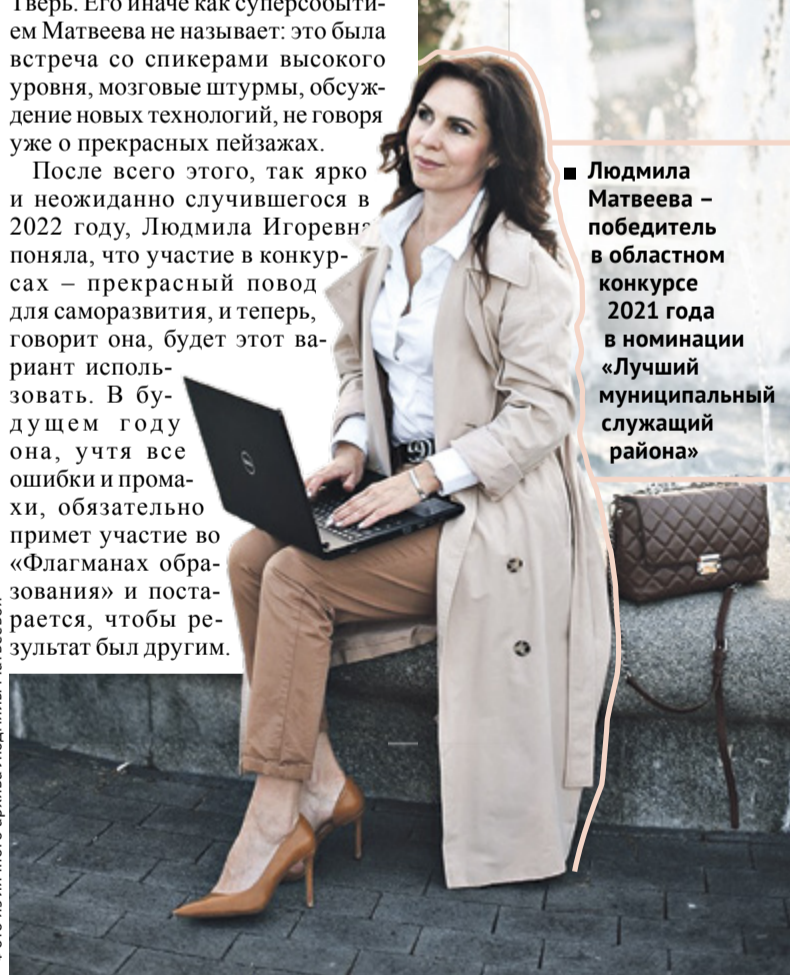 Тверь. Его иначе как суперсобыти-
ем Матвеева не называет: это была
встреча со спикерами высокого
уровня, мозговые штурмы, обсуж-
дение новых технологий, не говоря
уже о прекрасных пейзажах.
После всего этого, так ярко
и неожиданно случившегося в
2022 году, Людмила Игоревна
поняла, что участие в конкур-
сах – прекрасный повод
для саморазвития, и теперь,
говорит она, будет этот ва-
риант исполь-
зовать. В бу-
дущем году
она, учтя все
ошибки и прома-
хи, обязательно
примет участие во
«Флагманах обра-
зования» и поста-
рается, чтобы ре-
зультат был другим.
Людмила
Матвеева –
победитель
в областном
конкурсе
2021 года
в номинации
«Лучший
муниципальный
служащий
района»
DELL